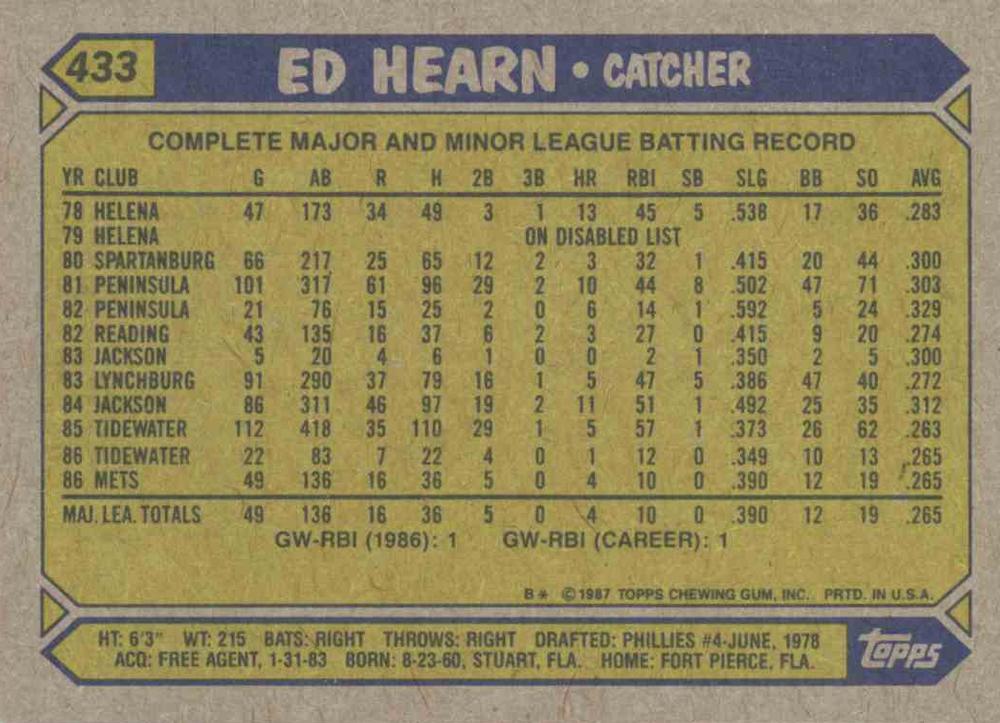 433 ED HEARN • CATCHER
COMPLETE MAJOR AND MINOR LEAGUE BATTING RECORD
YR CLUB G AB R H 2B 3B HR RBI SB SLG BB SO AVG
78 HELENA 47 173 34 49 3 1 13 45 5 .538 17 36 .283
79 HELENA ON DISABLED LIST
80 SPARTANBURG 66 217 25 65 12 2 3 32 1 .415 20 44 .300
81 PENINSULA 101 317 61 96 29 2 10 44 8 .502 47 71 .303
82 PENINSULA 21 76 15 25 2 0 6 14 1 .592 5 24 .329
82 READING 43 135 16 37 6 2 3 27 0 .415 9 20 .274
83 JACKSON 5 20 4 6 1 0 0 2 1 .350 2 5 .300
83 LYNCHBURG 91 290 37 79 16 1 5 47 5 .386 47 40 .272
84 JACKSON 86 311 46 97 19 2 11 51 1 .492 25 35 .312
85 TIDEWATER 112 418 35 110 29 1 5 57 1 .373 26 62 .263
86 TIDEWATER 22 83 7 22 4 0 1 12 0 .349 10 13 .265
86 METS 49 136 16 36 5 0 4 10 0 .390 12 19 .265
MAJ. LEA. TOTALS 49 136 16 36 5 0 4 10 0 .390 12 19 .265
GW-RBI (1986): 1 GW-RBI (CAREER): 1
B* ©1987 TOPPS CHEWING GUM, INC. PRTD. IN U.S.A.
HT: 6'3" WT: 215 BATS: RIGHT THROWS: RIGHT DRAFTED: PHILLIES #4-JUNE, 1978
ACQ: FREE AGENT, 1-31-83 BORN: 8-23-60, STUART, FLA. HOME: FORT PIERCE, FLA.
Topps